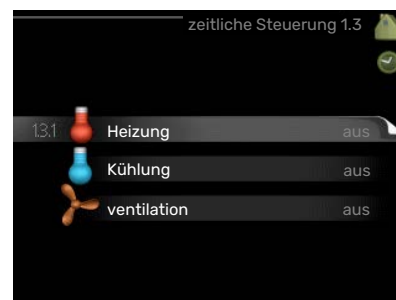 zeitliche Steuerung 1.3
1.3.1 Heizung aus
Kühlung aus
ventilation aus